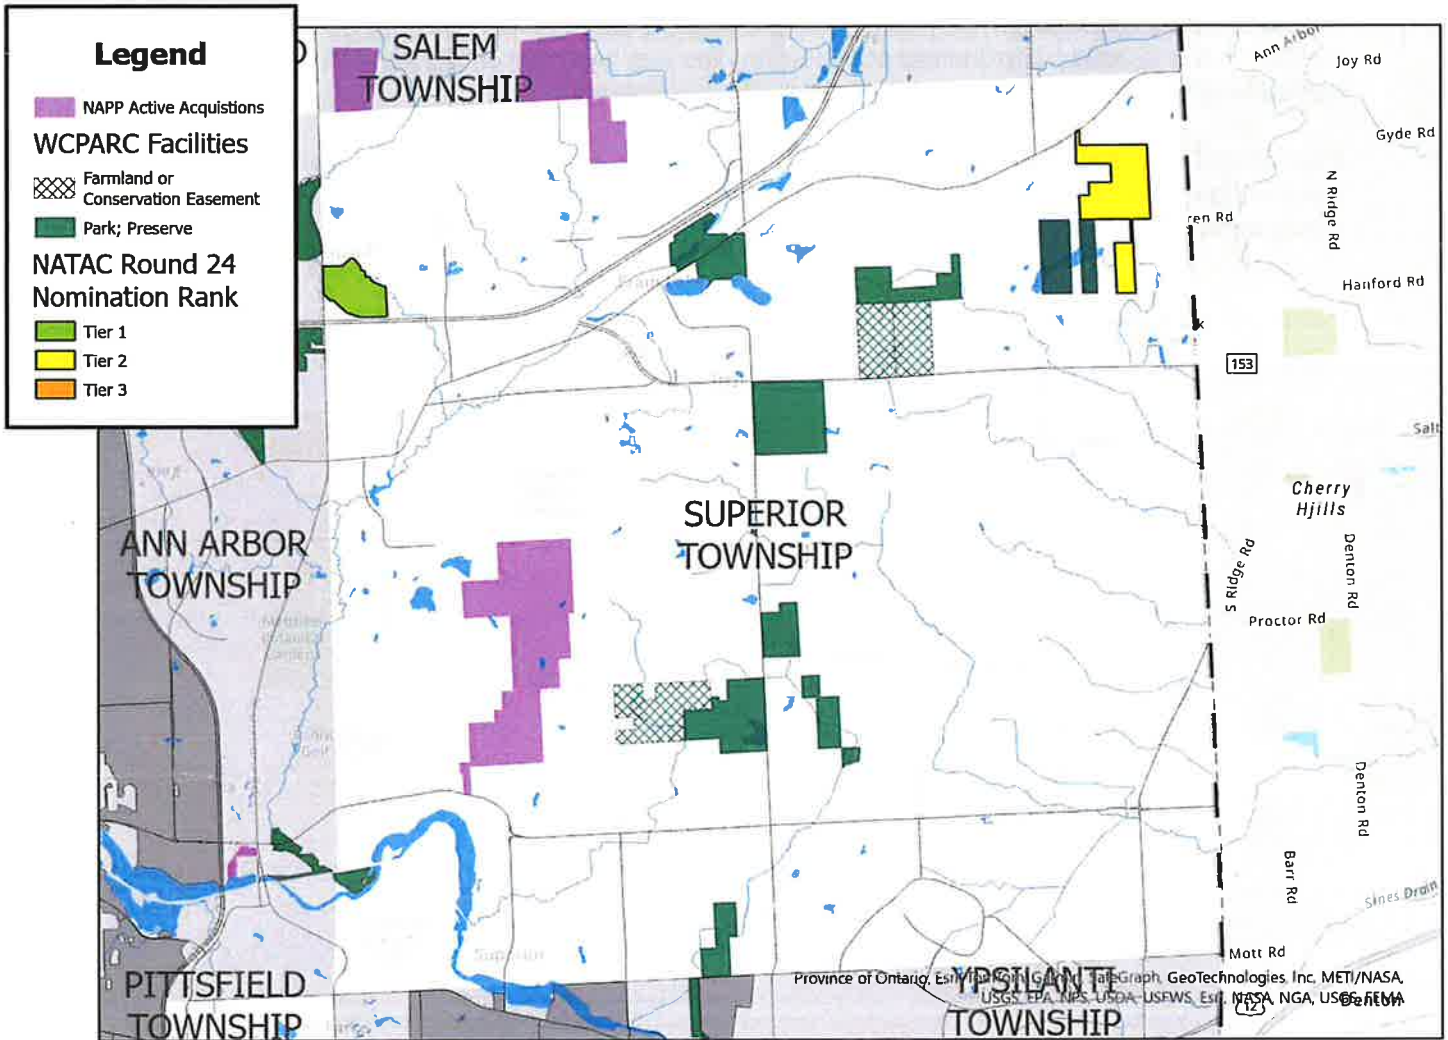 Legend
NAPP Active Acquistions
WCPARC Facilities
Farmland or
Conservation Easement
Park; Preserve
NATAC Round 24
Nomination Rank
Tier 1
Tier 2
Tier 3
SALEM
TOWNSHIP
Ann Arbor
Joy Rd
Gyde Rd
N Ridge Rd
ren Rd
Hanford Rd
153
Salt
Cherry
Hjills
SUPERIOR
TOWNSHIP
ANN ARBOR
TOWNSHIP
S Ridge Rd
Denton Rd
Proctor Rd
Denton Rd
Barr Rd
Sines Drain
Superior
Mott Rd
PITTSFIELD
TOWNSHIP
YPSILANTI
TOWNSHIP
Province of Ontario, Esri, GeoTechnologies, Inc, METI/NASA,
USGS, EPA, NPS, USDA, USFWS, Esri, NASA, NGA, USGS, FEMA
12
Denton